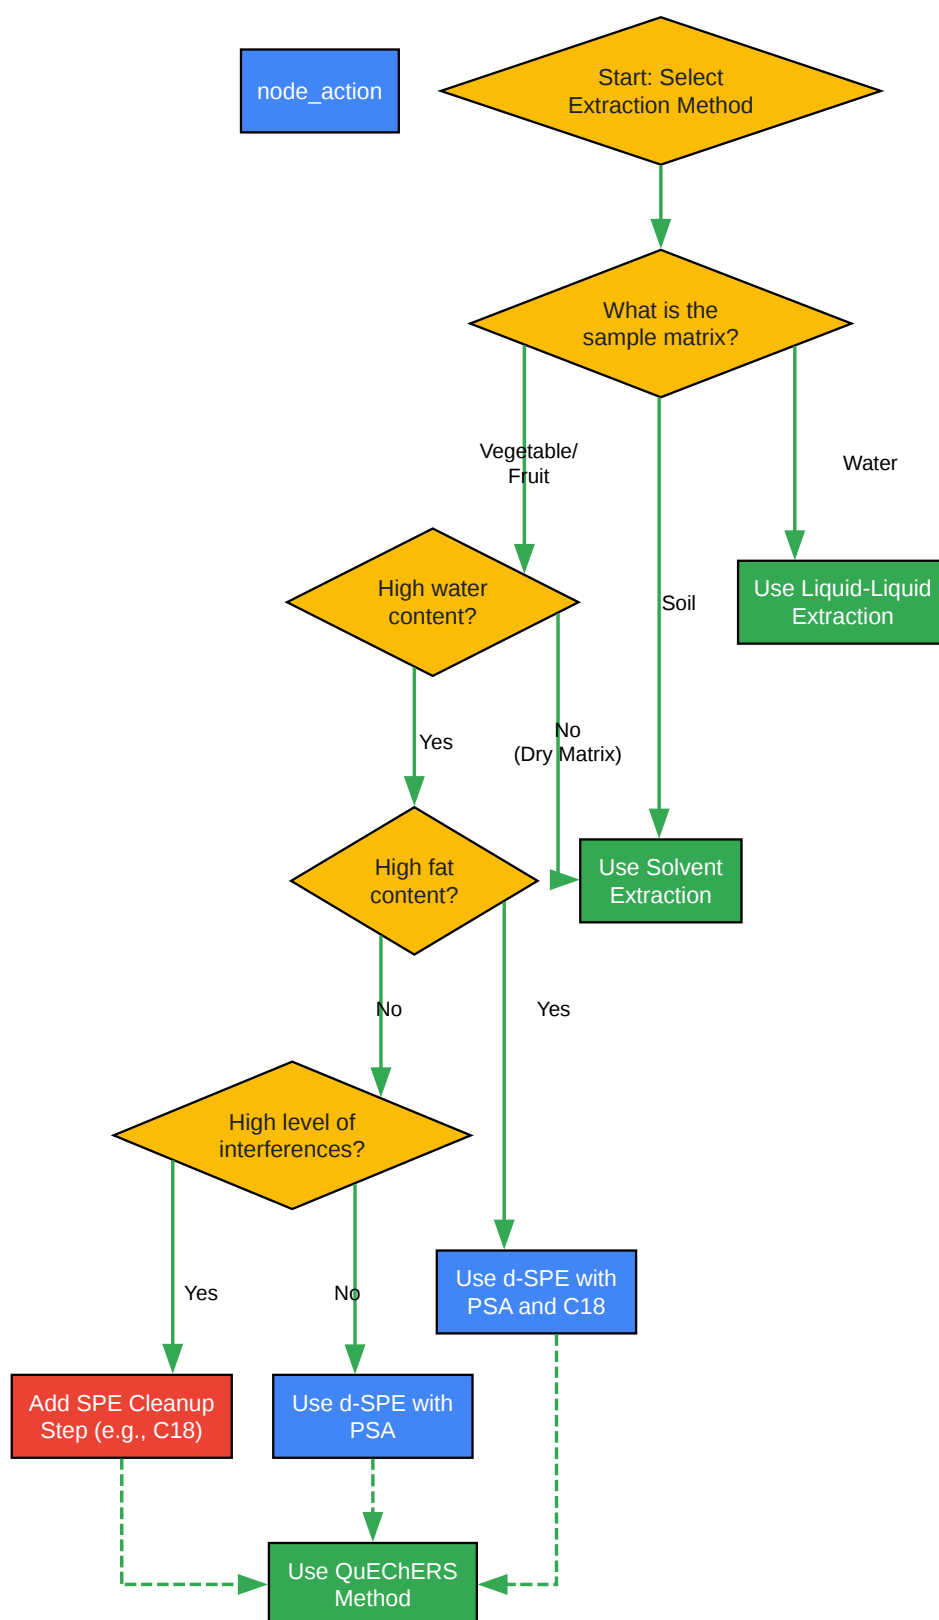 node_action
Start: Select
Extraction Method
What is the
sample matrix?
Vegetable/
Fruit
Water
High water
content?
Soil
Use Liquid-Liquid
Extraction
Yes
No
(Dry Matrix)
High fat
content?
Use Solvent
Extraction
No
Yes
High level of
interferences?
Yes
No
Use d-SPE with
PSA and C18
Add SPE Cleanup
Step (e.g., C18)
Use d-SPE with
PSA
Use QuEChERS
Method